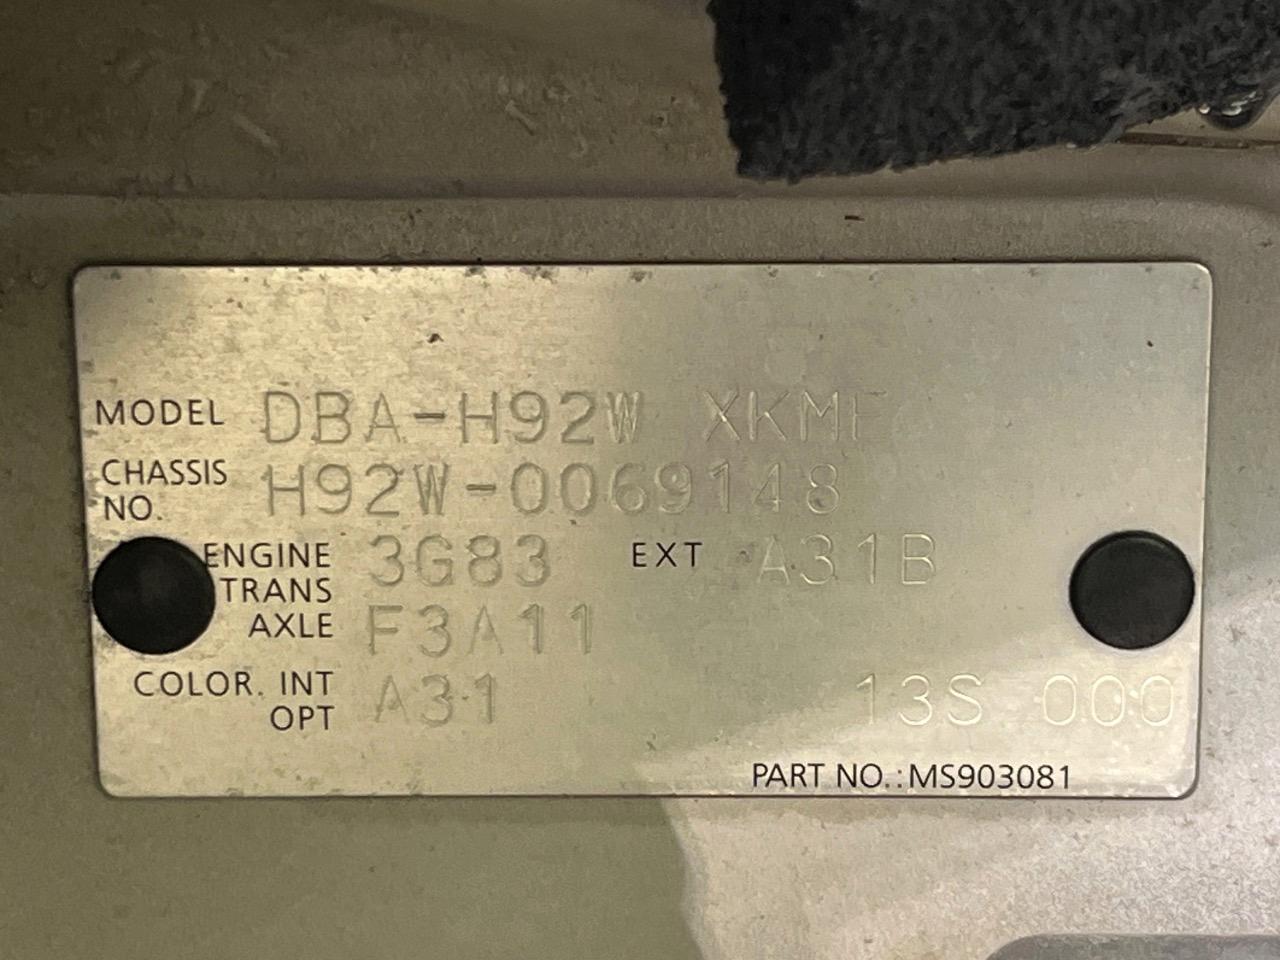 MODEL DBA-H92W XKMF
CHASSIS NO. H92W-0069148
ENGINE 3G83 EXT A31B
TRANS AXLE F3A11
COLOR. INT A31 13S 000
OPT
PART NO.:MS903081